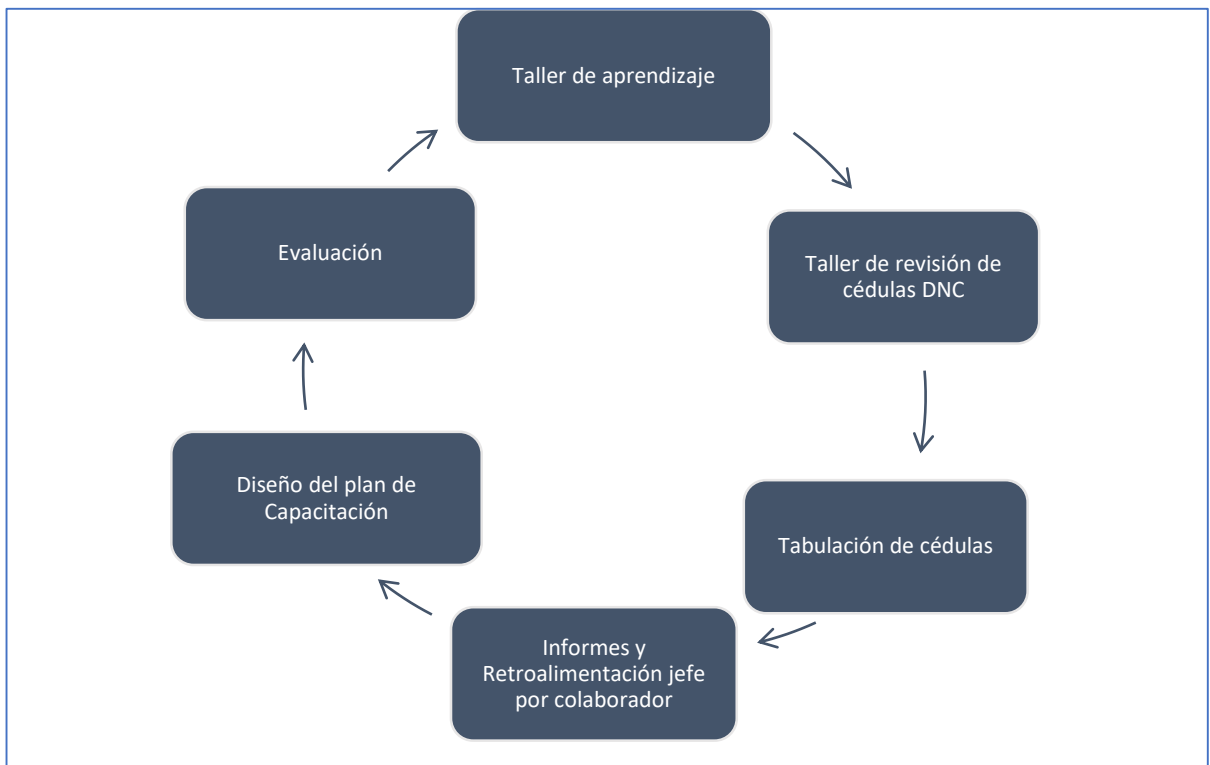 Taller de aprendizaje
Taller de revisión de
cédulas DNC
Tabulación de cédulas
Informes y
Retroalimentación jefe
por colaborador
Diseño del plan de
Capacitación
Evaluación